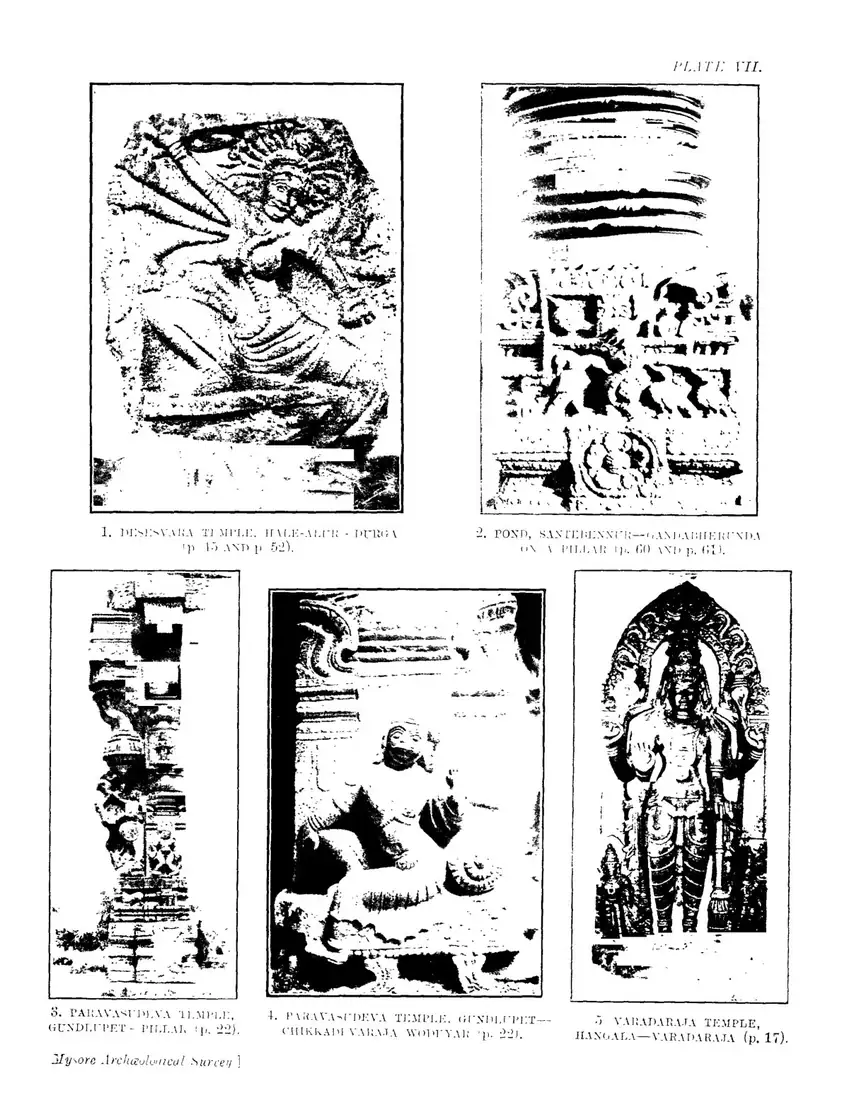 PLATE VII.
1. DESESVARA TEMPLE, HALE-ALUR - DURGA
(p 45 AND p 52).
2. POND, SANTEBENNUR—GANDABHERUNDA
ON A PILLAR (p. 60 AND p. 61).
3. PARAVASUDEVA TEMPLE,
GUNDLUPET - PILLAR (p. 22).
4. PARAVASUDEVA TEMPLE, GUNDLUPET—
CHIKKADEVARAJA WODEYAR (p. 22).
5 VARADARAJA TEMPLE,
HANGALA—VARADARAJA (p. 17).
Mysore Archæological Survey ]